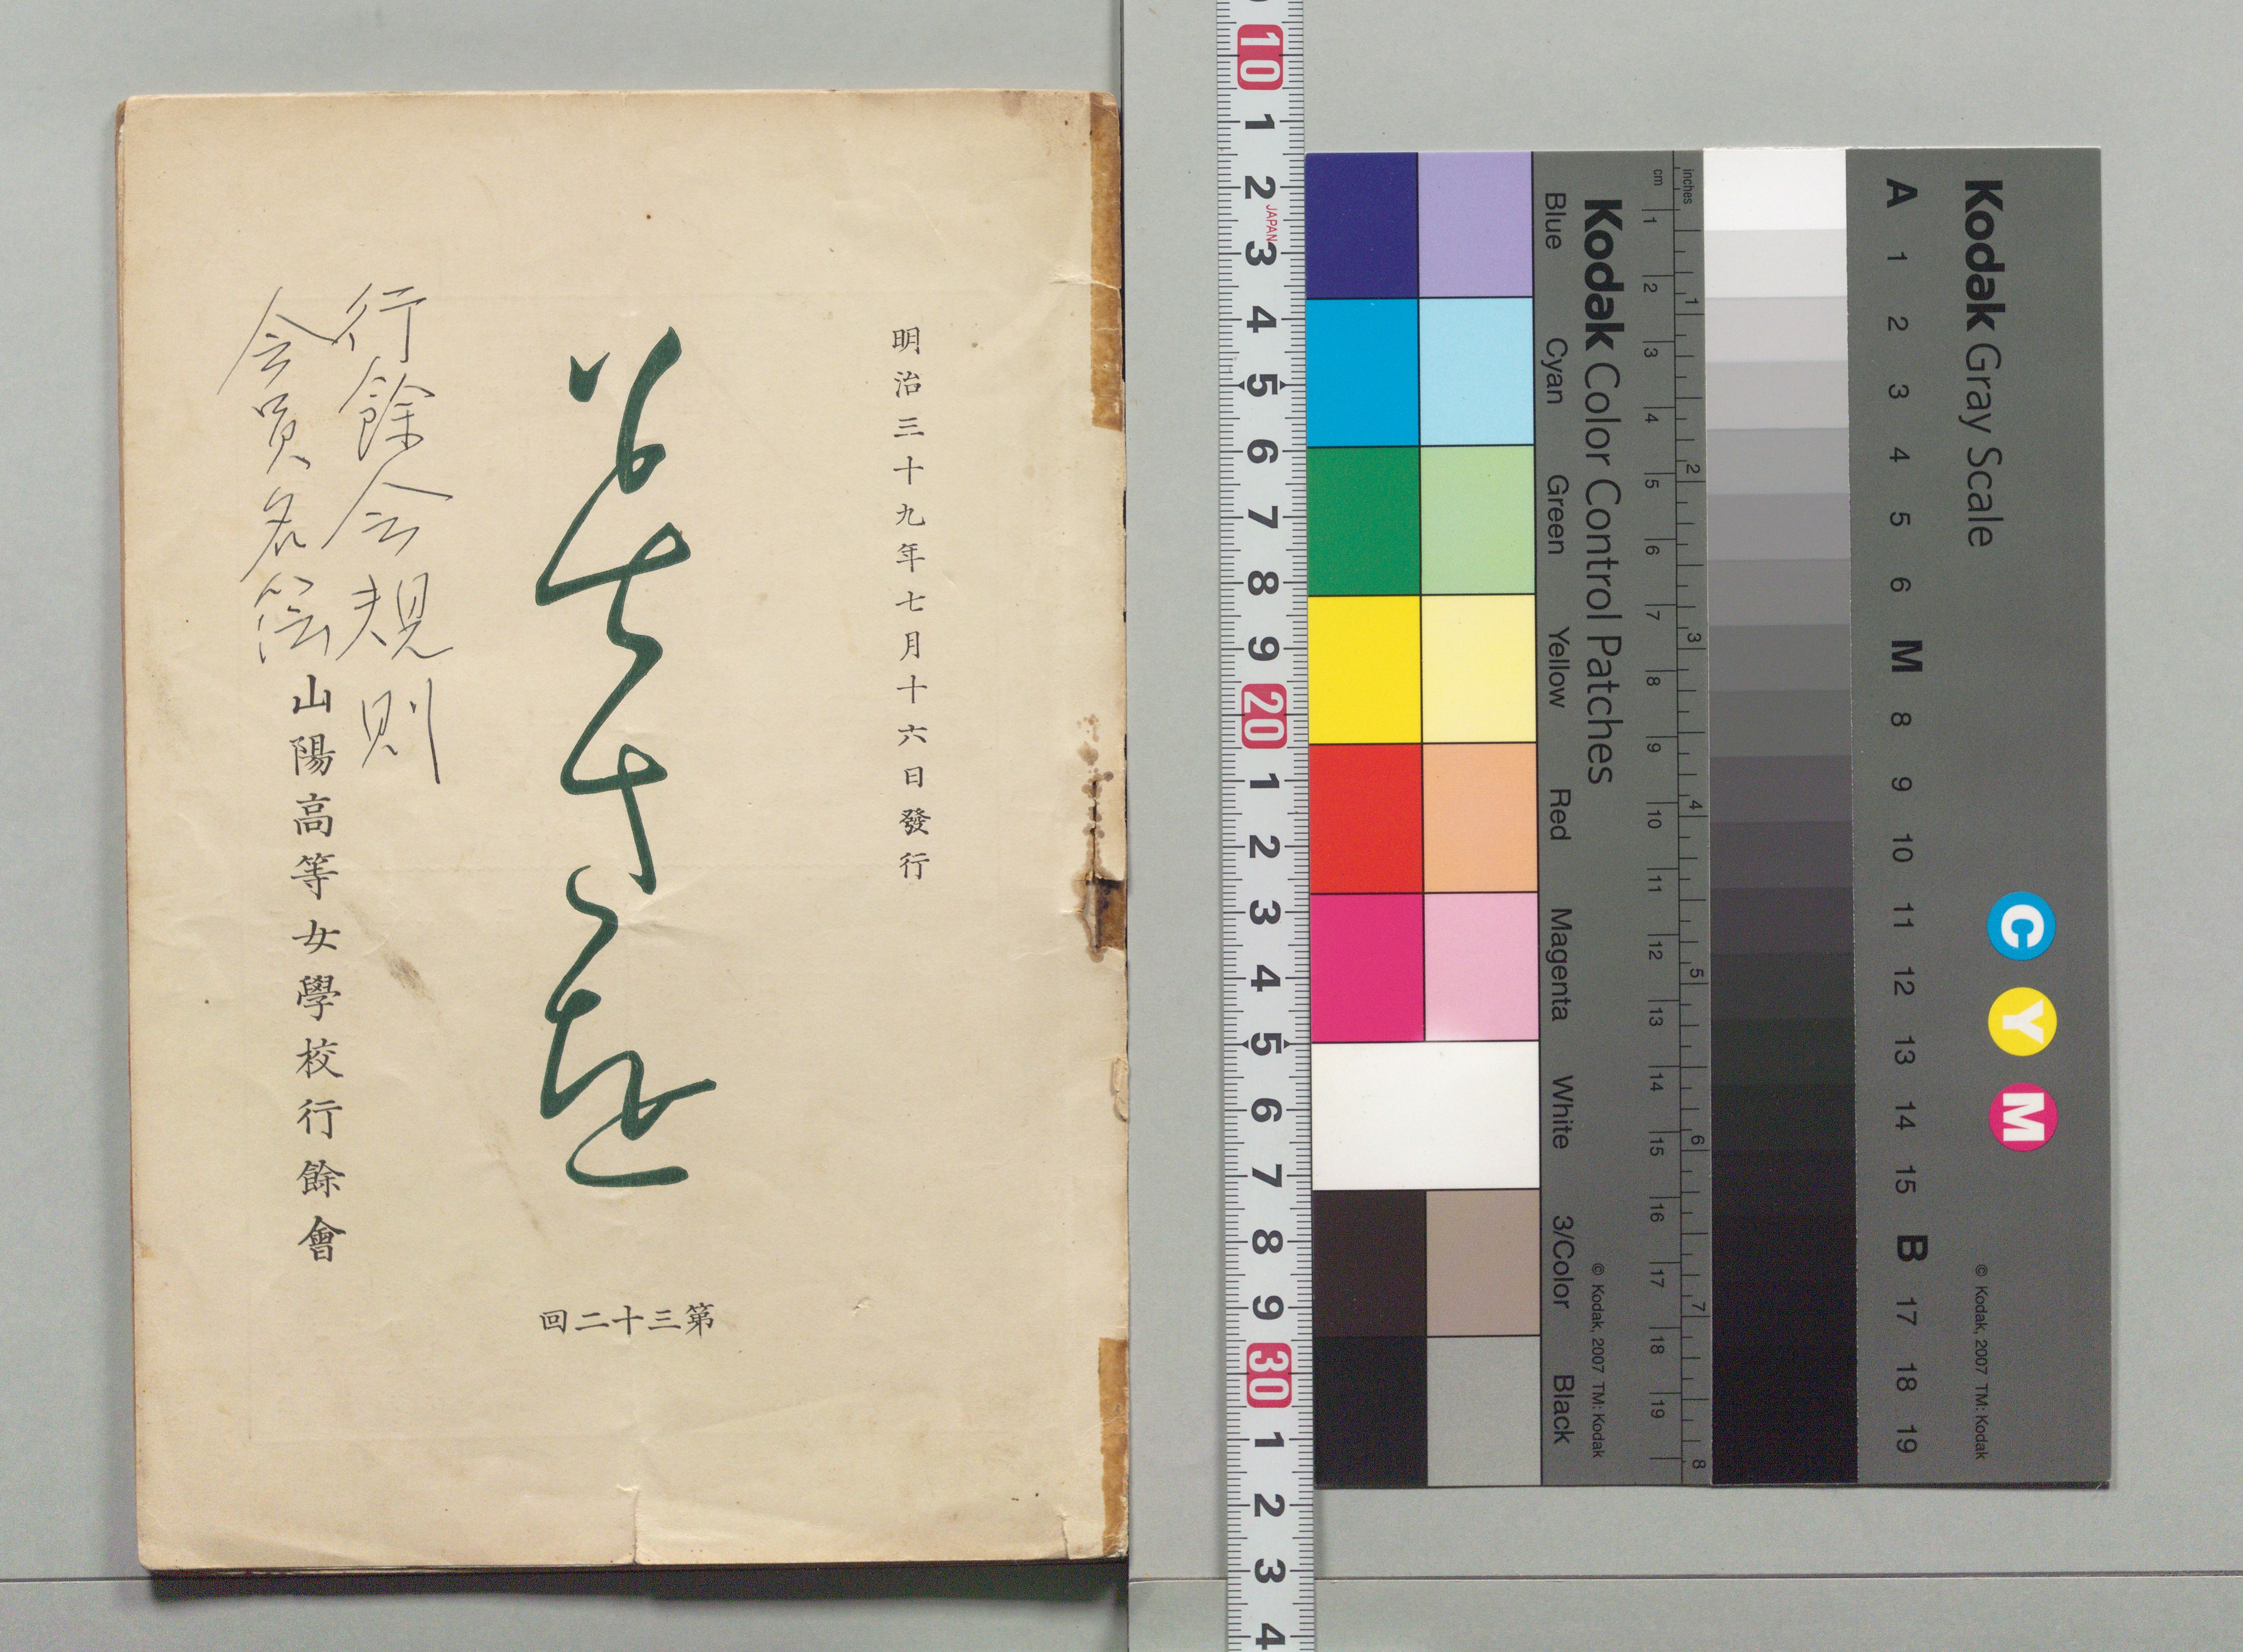 明治三十九年七月十六日發行
第三十二回
行餘会規則
会員名簿
山陽高等女學校行餘會
10 1 2 3 4 5 6 7 8 9 20 1 2 3 4 5 6 7 8 9 30 1 2 3 4
JAPAN
Kodak Color Control Patches
© Kodak, 2007 TM: Kodak
Blue Cyan Green Yellow Red Magenta White 3/Color Black
inches 1 2 3 4 5 6 7 8
cm 1 2 3 4 5 6 7 8 9 10 11 12 13 14 15 16 17 18 19
Kodak Gray Scale
C Y M
© Kodak, 2007 TM: Kodak
A 1 2 3 4 5 6 M 8 9 10 11 12 13 14 15 B 17 18 19